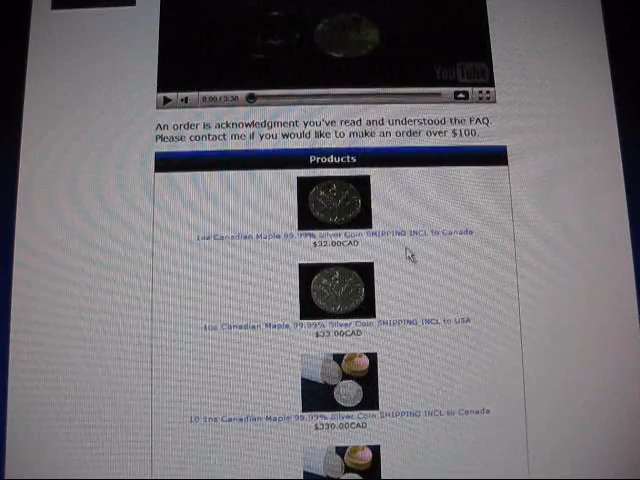 YouTube
0:00 / 3:38
An order is acknowledgment you've read and understood the FAQ.
Please contact me if you would like to make an order over $100.
Products
1oz Canadian Maple 99.99% Silver Coin SHIPPING INCL to Canada
$32.00CAD
1oz Canadian Maple 99.99% Silver Coin SHIPPING INCL to USA
$33.00CAD
10 1oz Canadian Maple 99.99% Silver Coin SHIPPING INCL to Canada
$330.00CAD